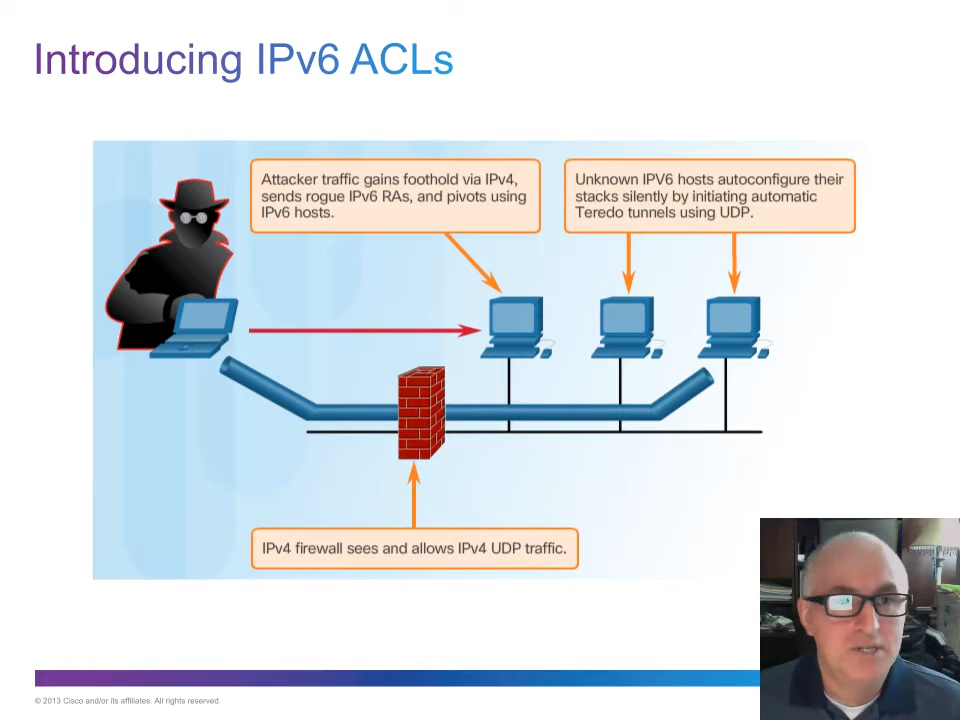 Introducing IPv6 ACLs
Attacker traffic gains foothold via IPv4,
sends rogue IPv6 RAs, and pivots using
IPv6 hosts.
Unknown IPV6 hosts autoconfigure their
stacks silently by initiating automatic
Teredo tunnels using UDP.
IPv4 firewall sees and allows IPv4 UDP traffic.
© 2013 Cisco and/or its affiliates. All rights reserved.